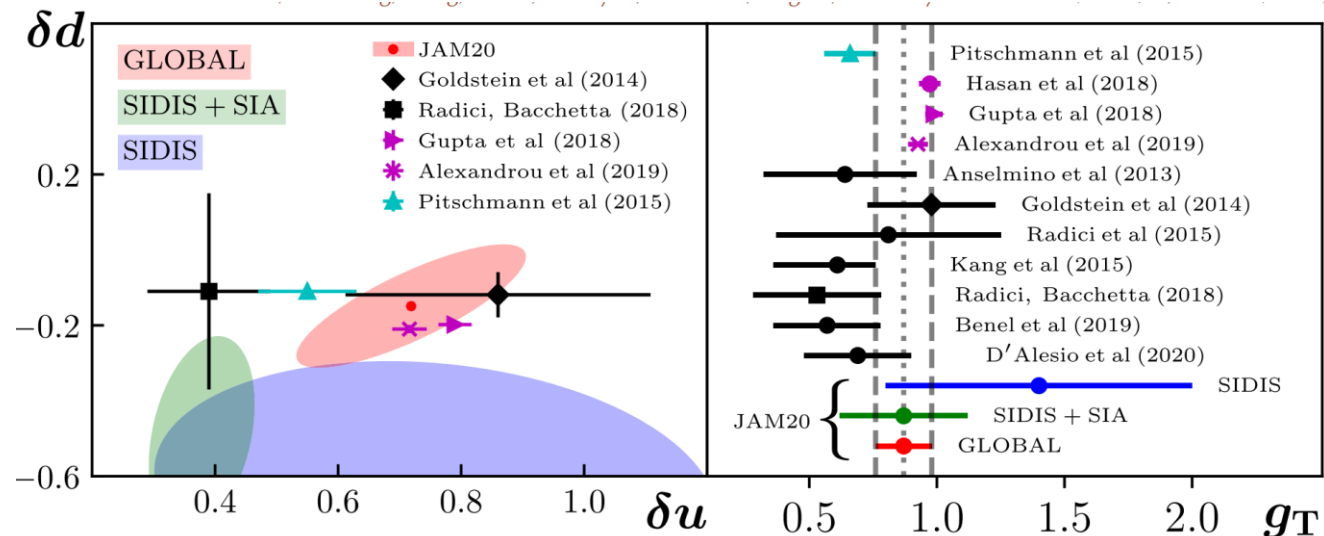 δd
GLOBAL
SIDIS + SIA
SIDIS
JAM20
Goldstein et al (2014)
Radici, Bacchetta (2018)
Gupta et al (2018)
Alexandrou et al (2019)
Pitschmann et al (2015)
0.2
−0.2
−0.6
0.4
0.6
0.8
1.0
δu
Pitschmann et al (2015)
Hasan et al (2018)
Gupta et al (2018)
Alexandrou et al (2019)
Anselmino et al (2013)
Goldstein et al (2014)
Radici et al (2015)
Kang et al (2015)
Radici, Bacchetta (2018)
Benel et al (2019)
D′Alesio et al (2020)
SIDIS
JAM20
SIDIS + SIA
GLOBAL
0.5
1.0
1.5
2.0
gT